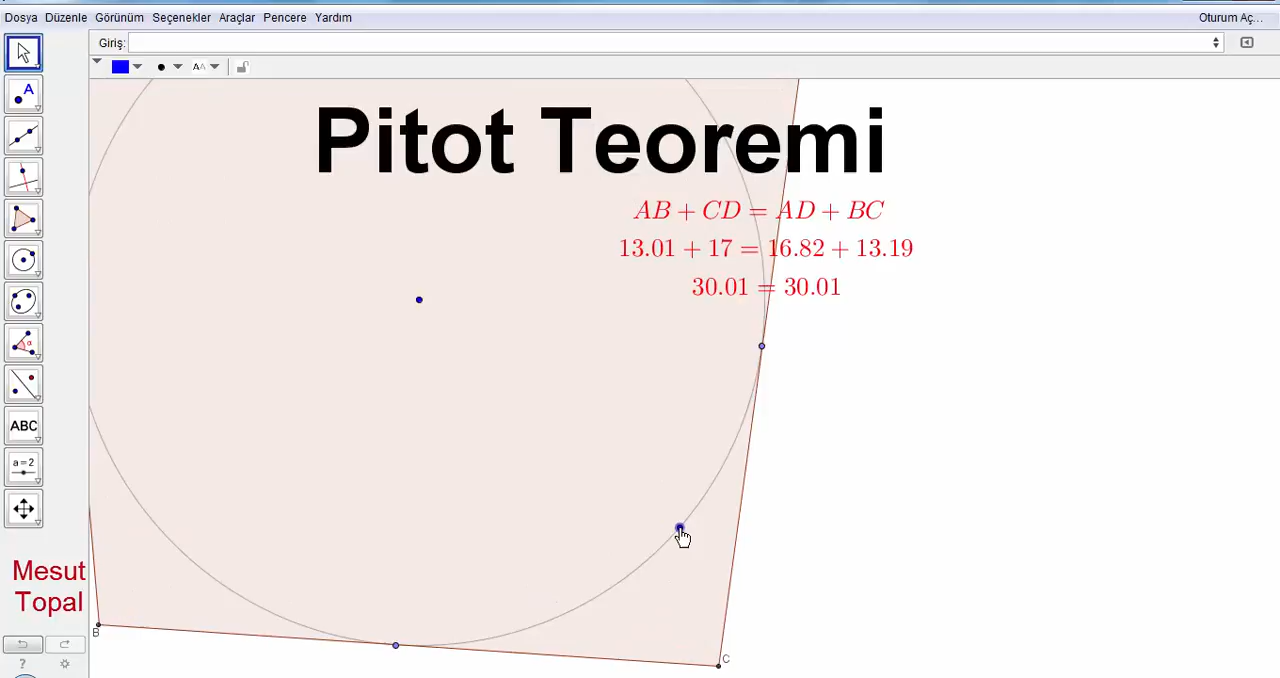 Dosya Düzenle Görünüm Seçenekler Araçlar Pencere Yardım Oturum Aç...
Giriş:
AA
A
Pitot Teoremi
AB + CD = AD + BC
13.01 + 17 = 16.82 + 13.19
30.01 = 30.01
α
ABC
a=2
Mesut
Topal
B
C
?